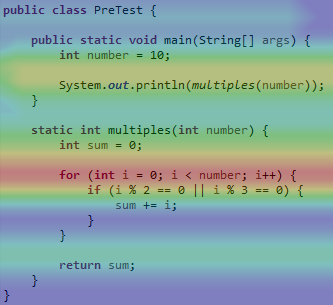 public class PreTest {
public static void main(String[] args) {
int number = 10;
System.out.println(multiples(number));
}
static int multiples(int number) {
int sum = 0;
for (int i = 0; i < number; i++) {
if (i % 2 == 0 || i % 3 == 0) {
sum += i;
}
}
return sum;
}
}